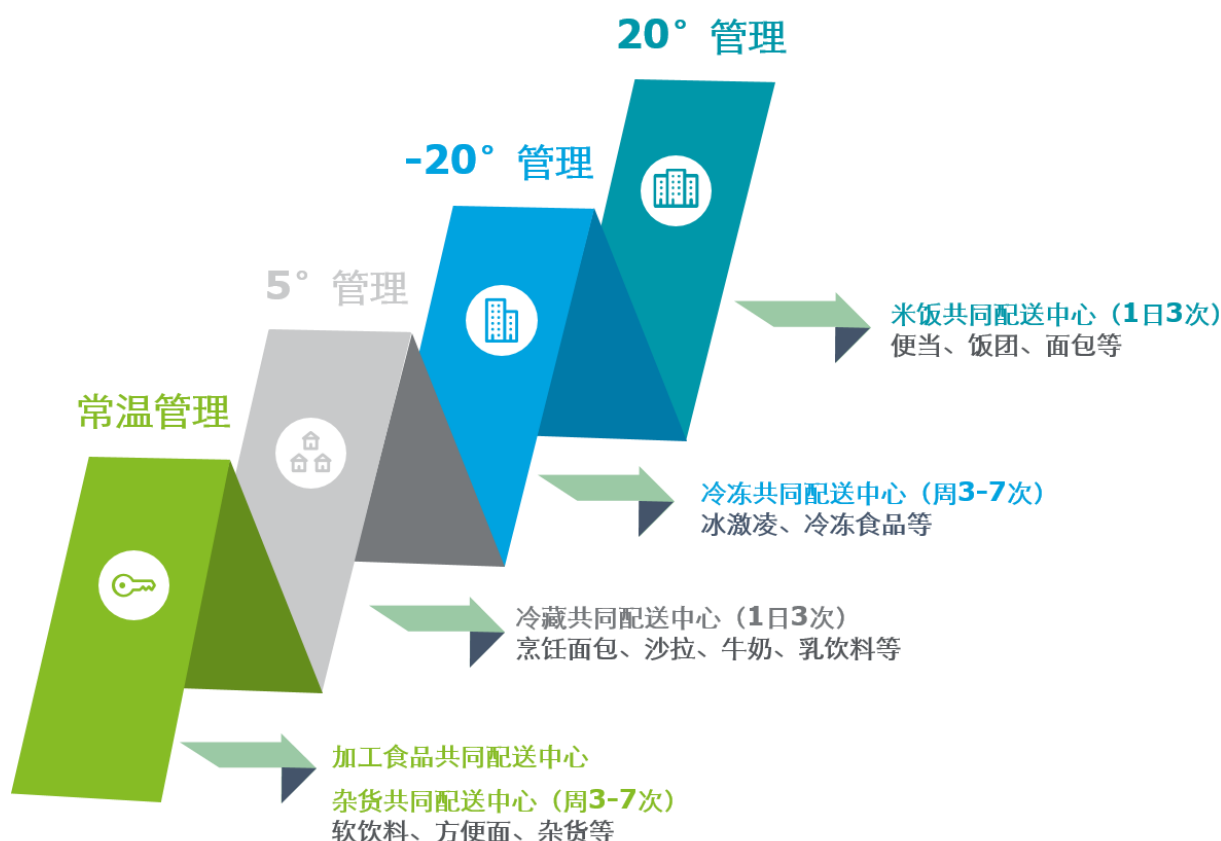 20°管理
-20°管理
5°管理
常温管理
米饭共同配送中心（1日3次）
便当、饭团、面包等
冷冻共同配送中心（周3-7次）
冰激凌、冷冻食品等
冷藏共同配送中心（1日3次）
烹饪面包、沙拉、牛奶、乳饮料等
加工食品共同配送中心
杂货共同配送中心（周3-7次）
软饮料、方便面、杂货等